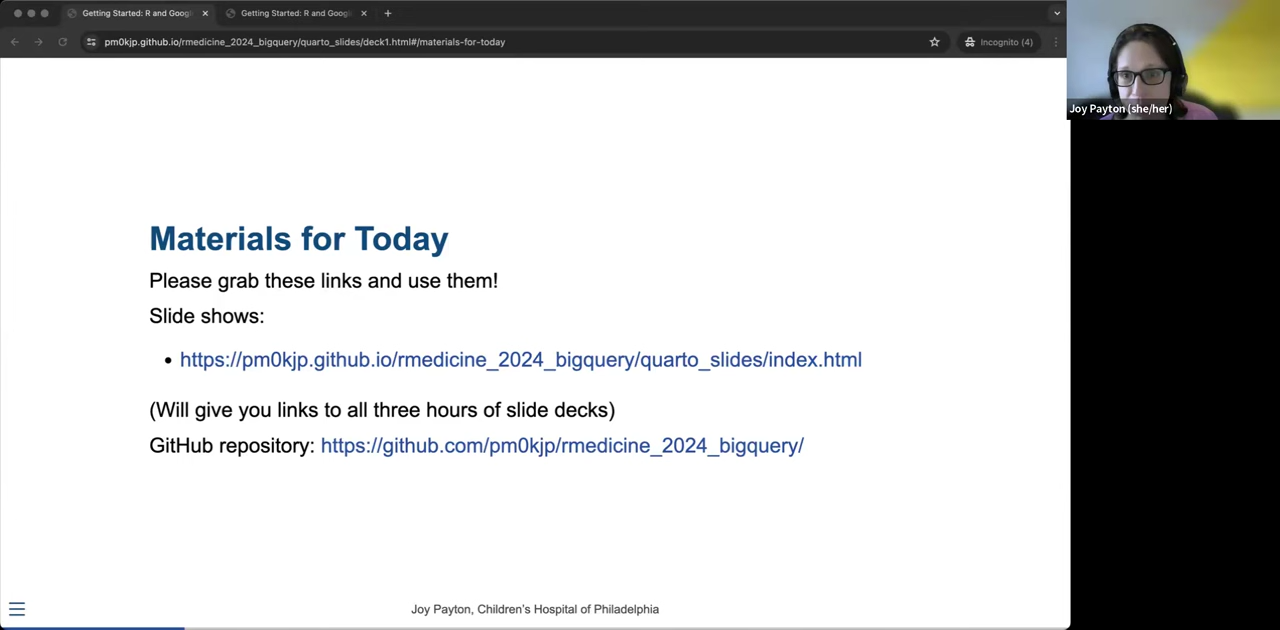 Getting Started: R and Goog
Getting Started: R and Goog
pm0kjp.github.io/rmedicine_2024_bigquery/quarto_slides/deck1.html#/materials-for-today
Incognito (4)
Joy Payton (she/her)
Materials for Today
Please grab these links and use them!
Slide shows:
• https://pm0kjp.github.io/rmedicine_2024_bigquery/quarto_slides/index.html
(Will give you links to all three hours of slide decks)
GitHub repository: https://github.com/pm0kjp/rmedicine_2024_bigquery/
Joy Payton, Children's Hospital of Philadelphia